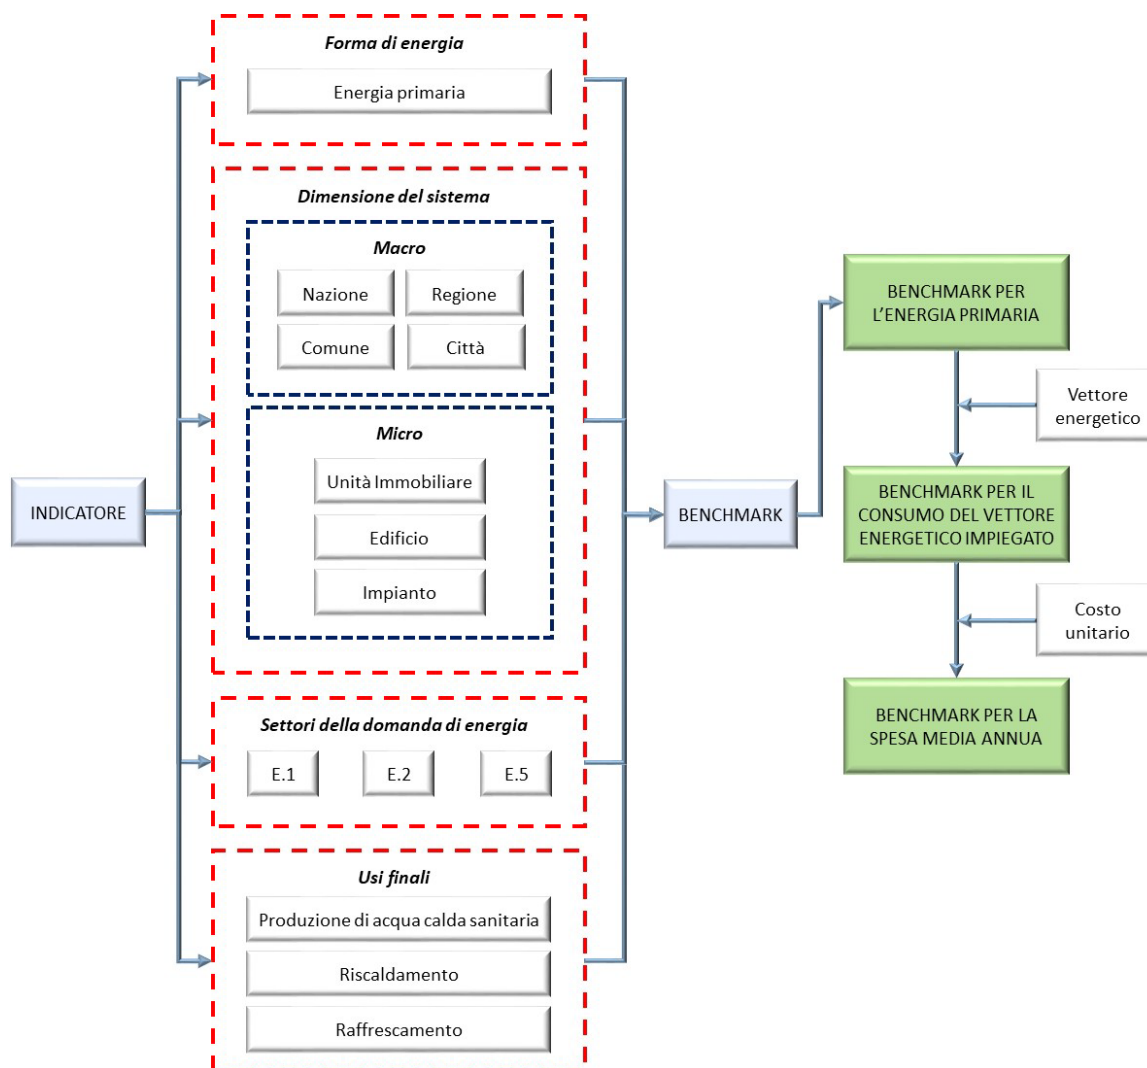 Forma di energia
Energia primaria
Dimensione del sistema
Macro
Nazione
Regione
Comune
Città
Micro
Unità Immobiliare
Edificio
Impianto
INDICATORE
Settori della domanda di energia
E.1
E.2
E.5
Usi finali
Produzione di acqua calda sanitaria
Riscaldamento
Raffrescamento
BENCHMARK
BENCHMARK PER
L'ENERGIA PRIMARIA
Vettore
energetico
BENCHMARK PER IL
CONSUMO DEL VETTORE
ENERGETICO IMPIEGATO
Costo
unitario
BENCHMARK PER LA
SPESA MEDIA ANNUA